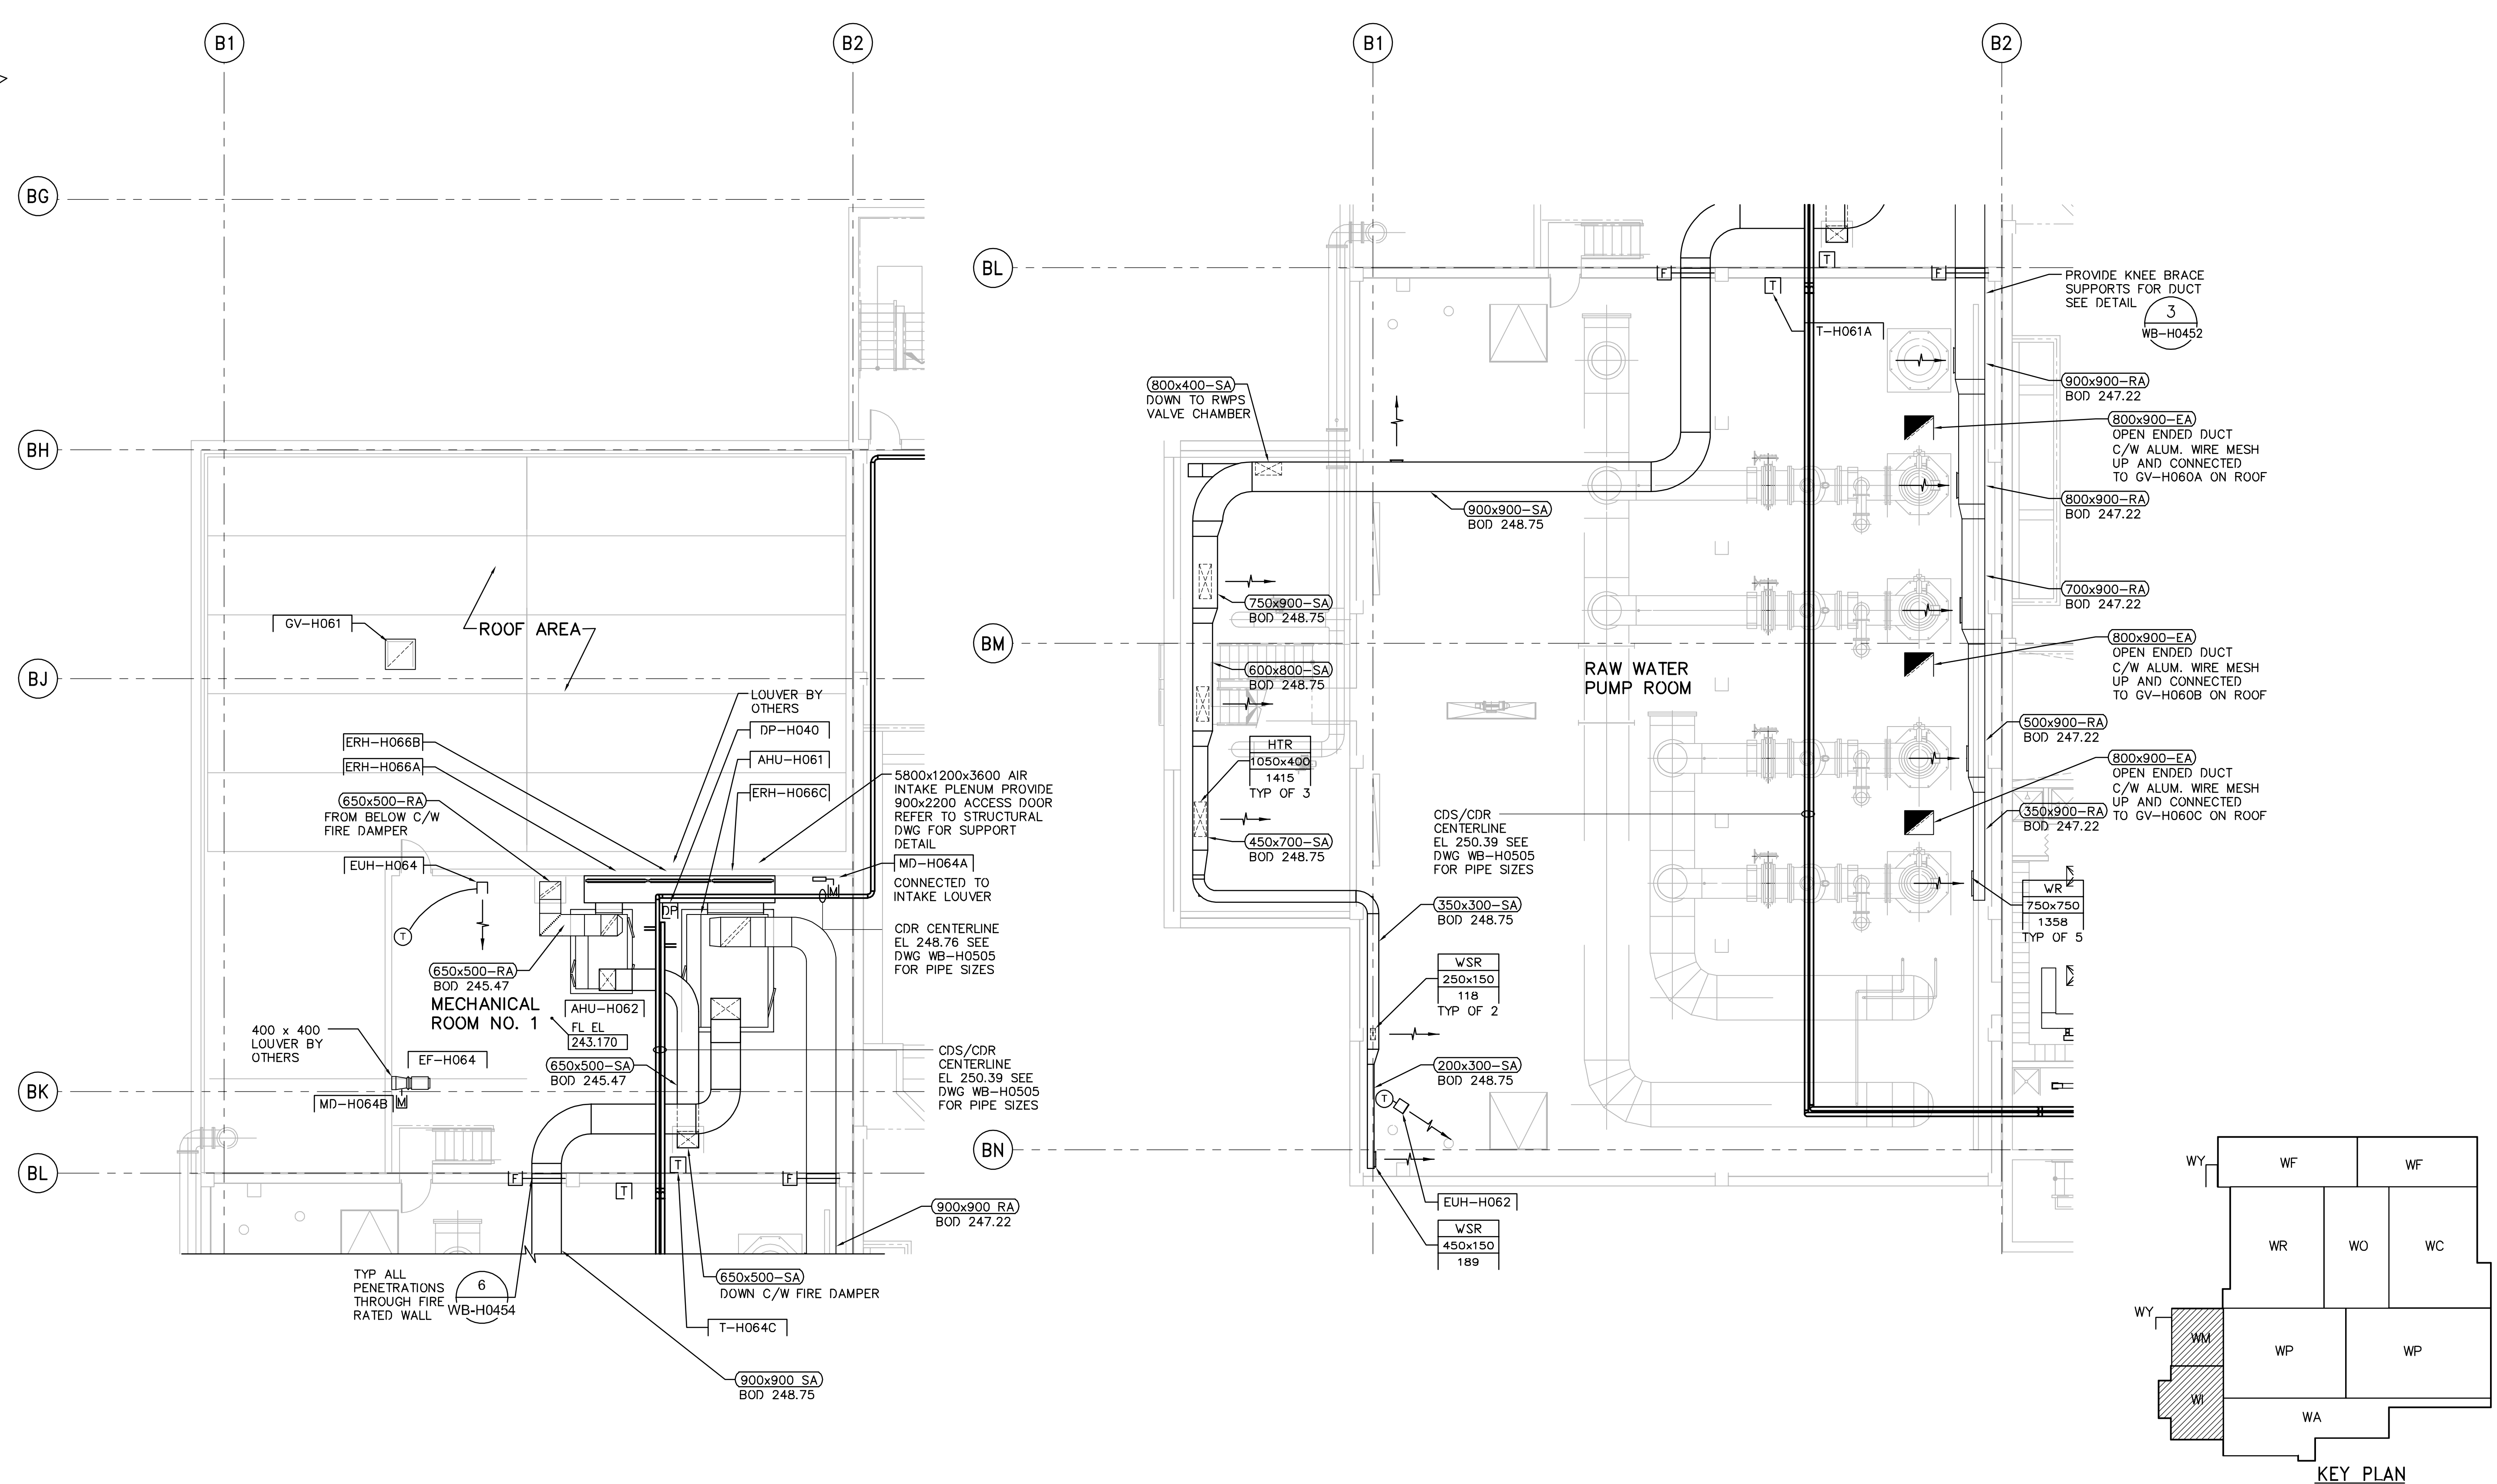 B1
B2
BG
BH
BJ
BK
BL
GV-H061
ROOF AREA
LOUVER BY
OTHERS
DP-H040
AHU-H061
ERH-H066C
ERH-H066B
ERH-H066A
650x500-RA
FROM BELOW C/W
FIRE DAMPER
EUH-H064
T
5800x1200x3600 AIR
INTAKE PLENUM PROVIDE
900x2200 ACCESS DOOR
REFER TO STRUCTURAL
DWG FOR SUPPORT
DETAIL
MD-H064A
M
CONNECTED TO
INTAKE LOUVER
DP
CDR CENTERLINE
EL 248.76 SEE
DWG WB-H0505
FOR PIPE SIZES
650x500-RA
BOD 245.47
MECHANICAL
ROOM NO. 1
AHU-H062
FL EL
243.170
400 x 400
LOUVER BY
OTHERS
EF-H064
MD-H064B
M
650x500-SA
BOD 245.47
CDS/CDR
CENTERLINE
EL 250.39 SEE
DWG WB-H0505
FOR PIPE SIZES
F
T
T
F
900x900 RA
BOD 247.22
TYP ALL
PENETRATIONS
THROUGH FIRE
RATED WALL
6
WB-H0454
650x500-SA
DOWN C/W FIRE DAMPER
T-H064C
900x900 SA
BOD 248.75
B1
B2
BL
BM
BN
F
T
T
F
T-H061A
PROVIDE KNEE BRACE
SUPPORTS FOR DUCT
SEE DETAIL
3
WB-H0452
800x400-SA
DOWN TO RWPS
VALVE CHAMBER
900x900-RA
BOD 247.22
800x900-EA
OPEN ENDED DUCT
C/W ALUM. WIRE MESH
UP AND CONNECTED
TO GV-H060A ON ROOF
900x900-SA
BOD 248.75
800x900-RA
BOD 247.22
750x900-SA
BOD 248.75
700x900-RA
BOD 247.22
600x800-SA
BOD 248.75
RAW WATER
PUMP ROOM
800x900-EA
OPEN ENDED DUCT
C/W ALUM. WIRE MESH
UP AND CONNECTED
TO GV-H060B ON ROOF
500x900-RA
BOD 247.22
HTR
1050x400
1415
TYP OF 3
800x900-EA
OPEN ENDED DUCT
C/W ALUM. WIRE MESH
UP AND CONNECTED
TO GV-H060C ON ROOF
350x900-RA
BOD 247.22
450x700-SA
BOD 248.75
CDS/CDR
CENTERLINE
EL 250.39 SEE
DWG WB-H0505
FOR PIPE SIZES
WR
750x750
1358
TYP OF 5
350x300-SA
BOD 248.75
WSR
250x150
118
TYP OF 2
200x300-SA
BOD 248.75
T
EUH-H062
WSR
450x150
189
WY
WF
WF
WR
WO
WC
WY
WM
WP
WP
WI
WA
KEY PLAN